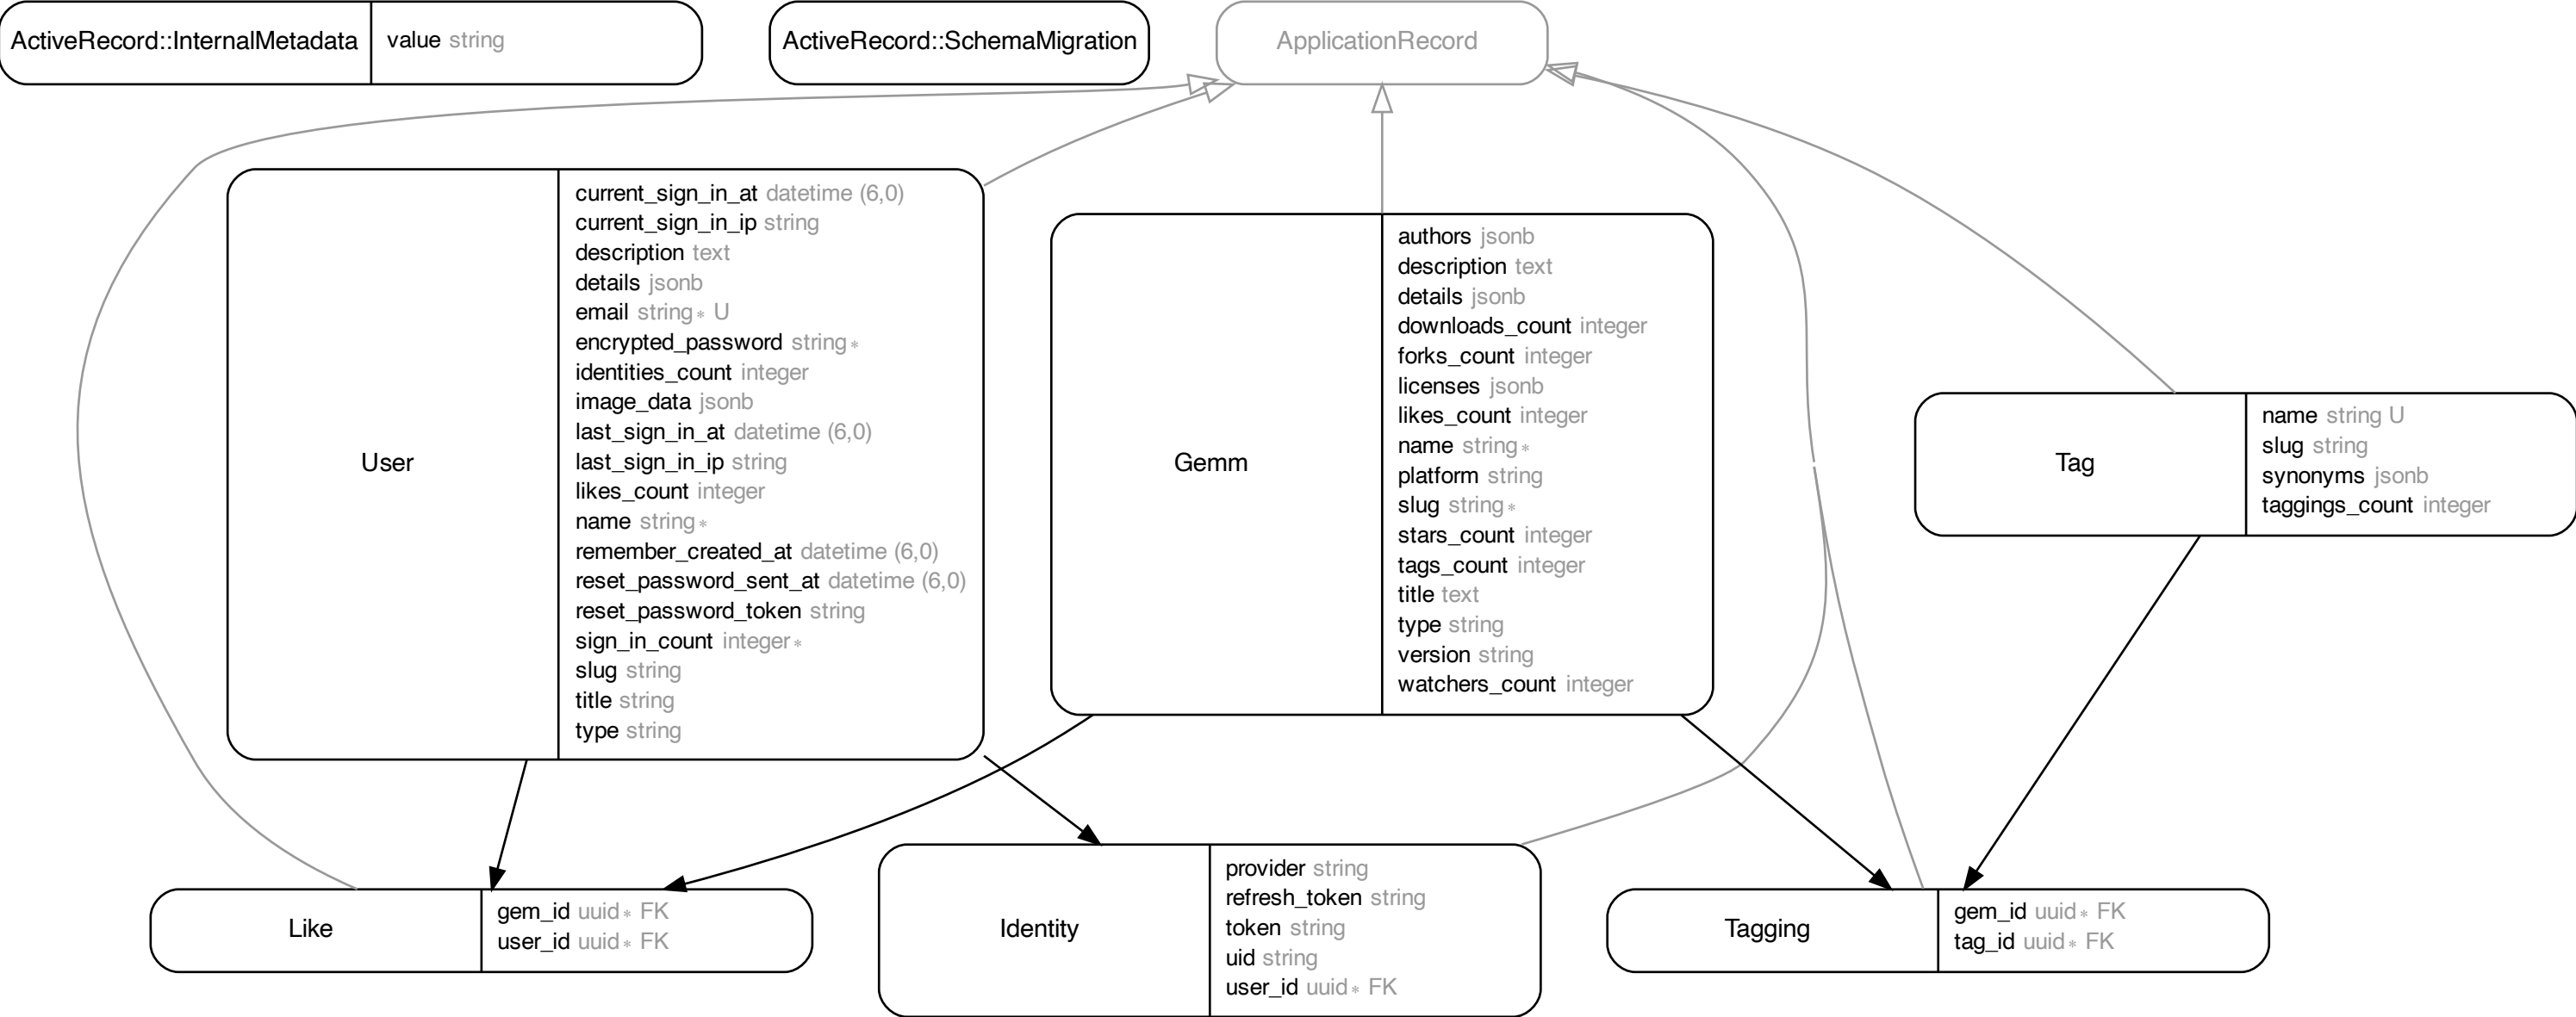 ActiveRecord::InternalMetadata
value string
ActiveRecord::SchemaMigration
ApplicationRecord
User
current_sign_in_at datetime (6,0)
current_sign_in_ip string
description text
details jsonb
email string* U
encrypted_password string*
identities_count integer
image_data jsonb
last_sign_in_at datetime (6,0)
last_sign_in_ip string
likes_count integer
name string*
remember_created_at datetime (6,0)
reset_password_sent_at datetime (6,0)
reset_password_token string
sign_in_count integer*
slug string
title string
type string
Gemm
authors jsonb
description text
details jsonb
downloads_count integer
forks_count integer
licenses jsonb
likes_count integer
name string*
platform string
slug string*
stars_count integer
tags_count integer
title text
type string
version string
watchers_count integer
Tag
name string U
slug string
synonyms jsonb
taggings_count integer
Like
gem_id uuid* FK
user_id uuid* FK
Identity
provider string
refresh_token string
token string
uid string
user_id uuid* FK
Tagging
gem_id uuid* FK
tag_id uuid* FK